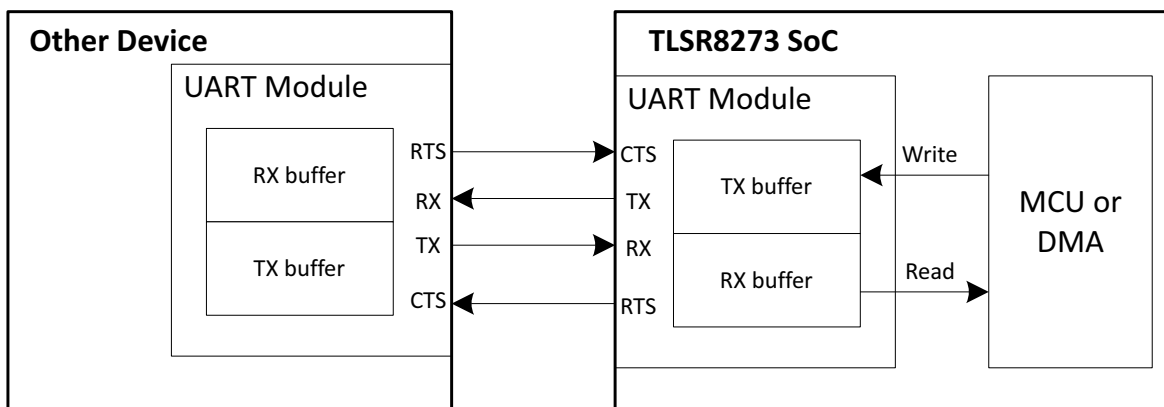 Other Device
UART Module
RX buffer
TX buffer
RTS
RX
TX
CTS
TLSR8273 SoC
UART Module
CTS
TX
RX
RTS
TX buffer
RX buffer
Write
Read
MCU or
DMA